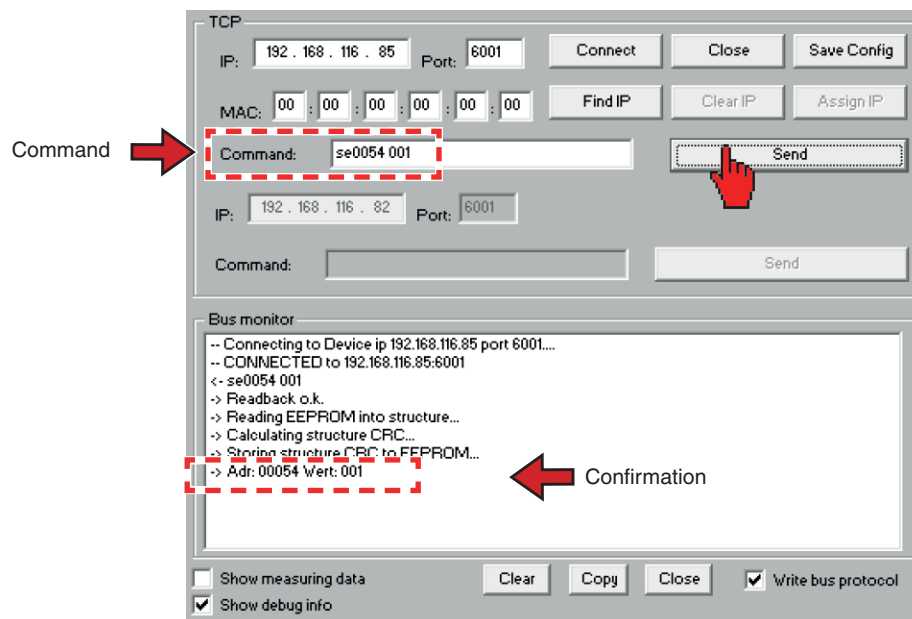 TCP
IP: 192 . 168 . 116 . 85 Port: 6001 Connect Close Save Config
MAC: 00 : 00 : 00 : 00 : 00 : 00 Find IP Clear IP Assign IP
Command Command: se0054 001 Send
IP: 192 . 168 . 116 . 82 Port: 6001
Command: Send
Bus monitor
-- Connecting to Device ip 192.168.116.85 port 6001....
-- CONNECTED to 192.168.116.85:6001
<- se0054 001
-> Readback o.k.
-> Reading EEPROM into structure...
-> Calculating structure CRC...
-> Storing structure CRC to EEPROM...
-> Adr: 00054 Wert: 001 Confirmation
Show measuring data Clear Copy Close Write bus protocol
Show debug info